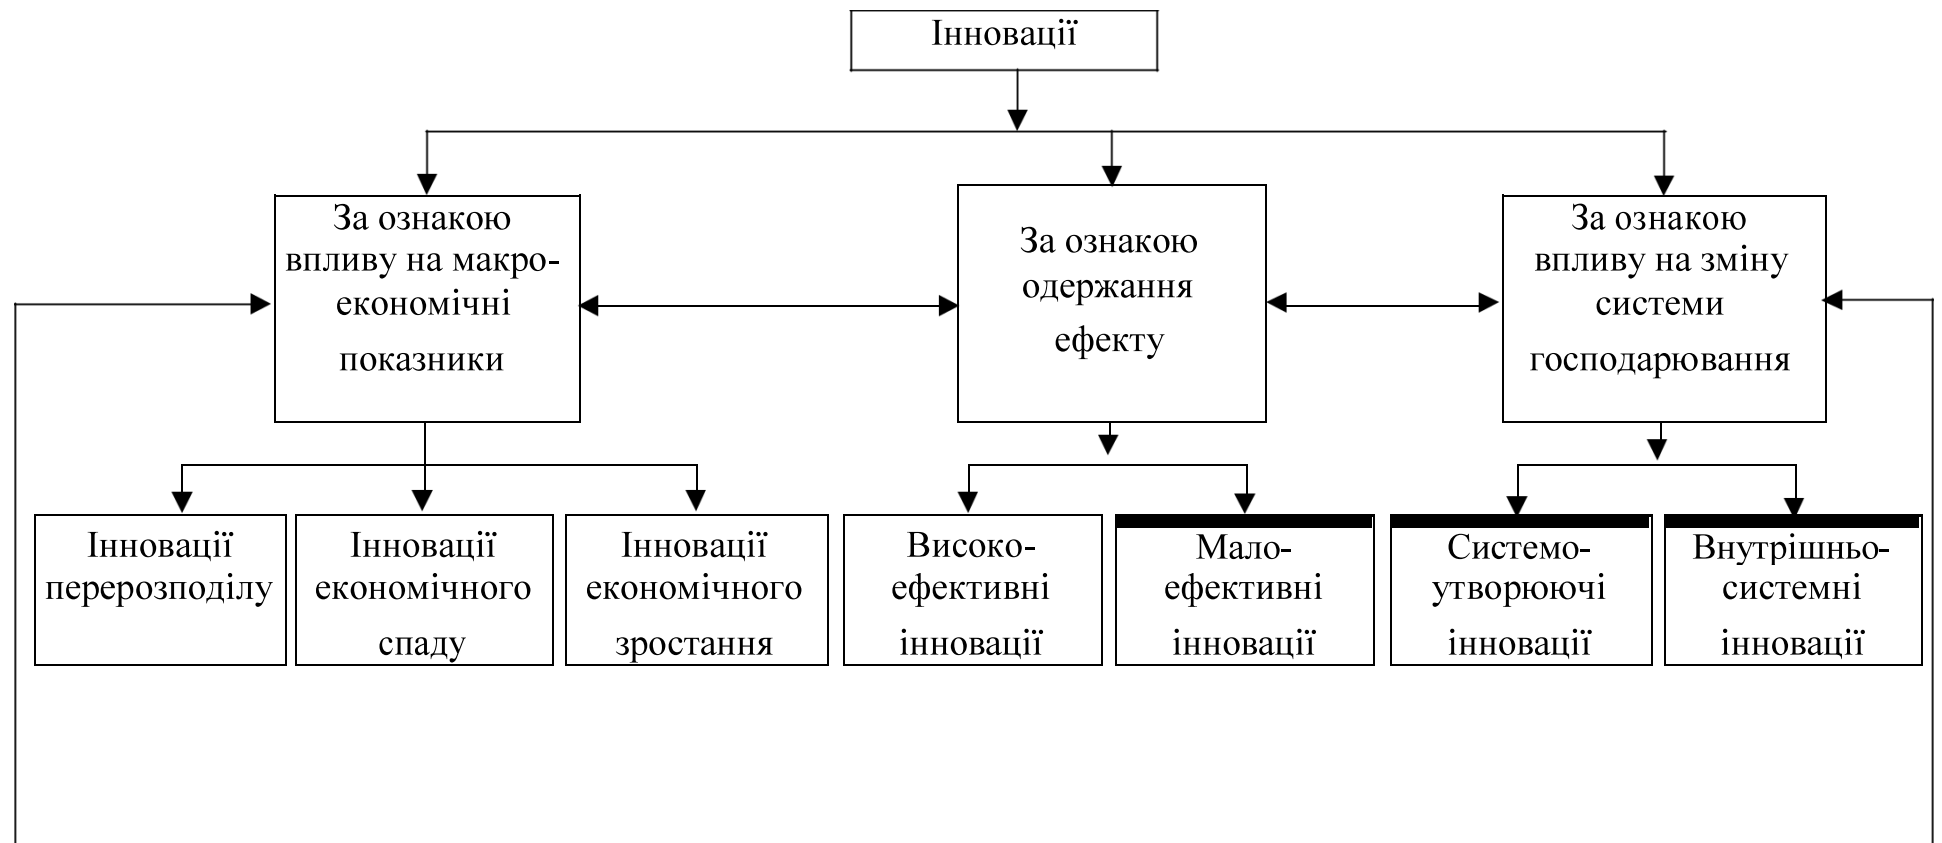 Інновації
За ознакою
впливу на макро-
економічні
показники
За ознакою
одержання
ефекту
За ознакою
впливу на зміну
системи
господарювання
Інновації
перерозподілу
Інновації
економічного
спаду
Інновації
економічного
зростання
Високо-
ефективні
інновації
Мало-
ефективні
інновації
Системо-
утворюючі
інновації
Внутрішньо-
системні
інновації